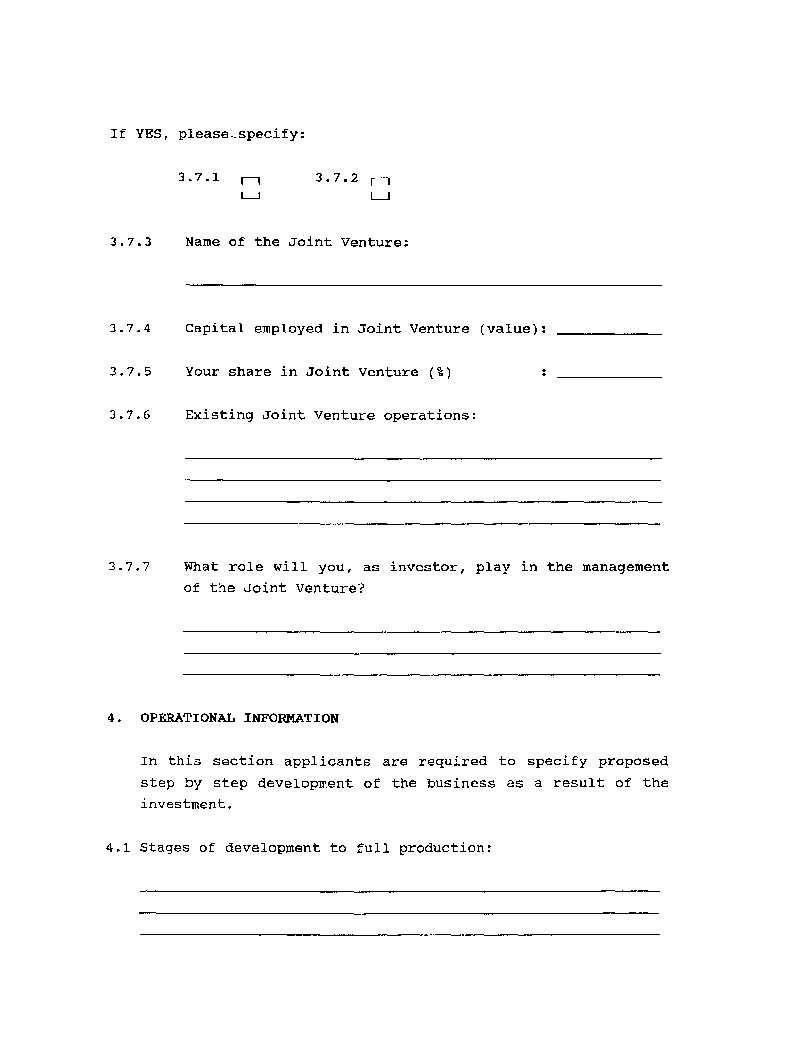 If YES, please specify:
3.7.1 3.7.2
3.7.3 Name of the Joint Venture:
3.7.4 Capital employed in Joint Venture (value):
3.7.5 Your share in Joint Venture (%) :
3.7.6 Existing Joint Venture operations:
3.7.7 What role will you, as investor, play in the management
of the Joint Venture?
4. OPERATIONAL INFORMATION
In this section applicants are required to specify proposed
step by step development of the business as a result of the
investment.
4.1 Stages of development to full production: